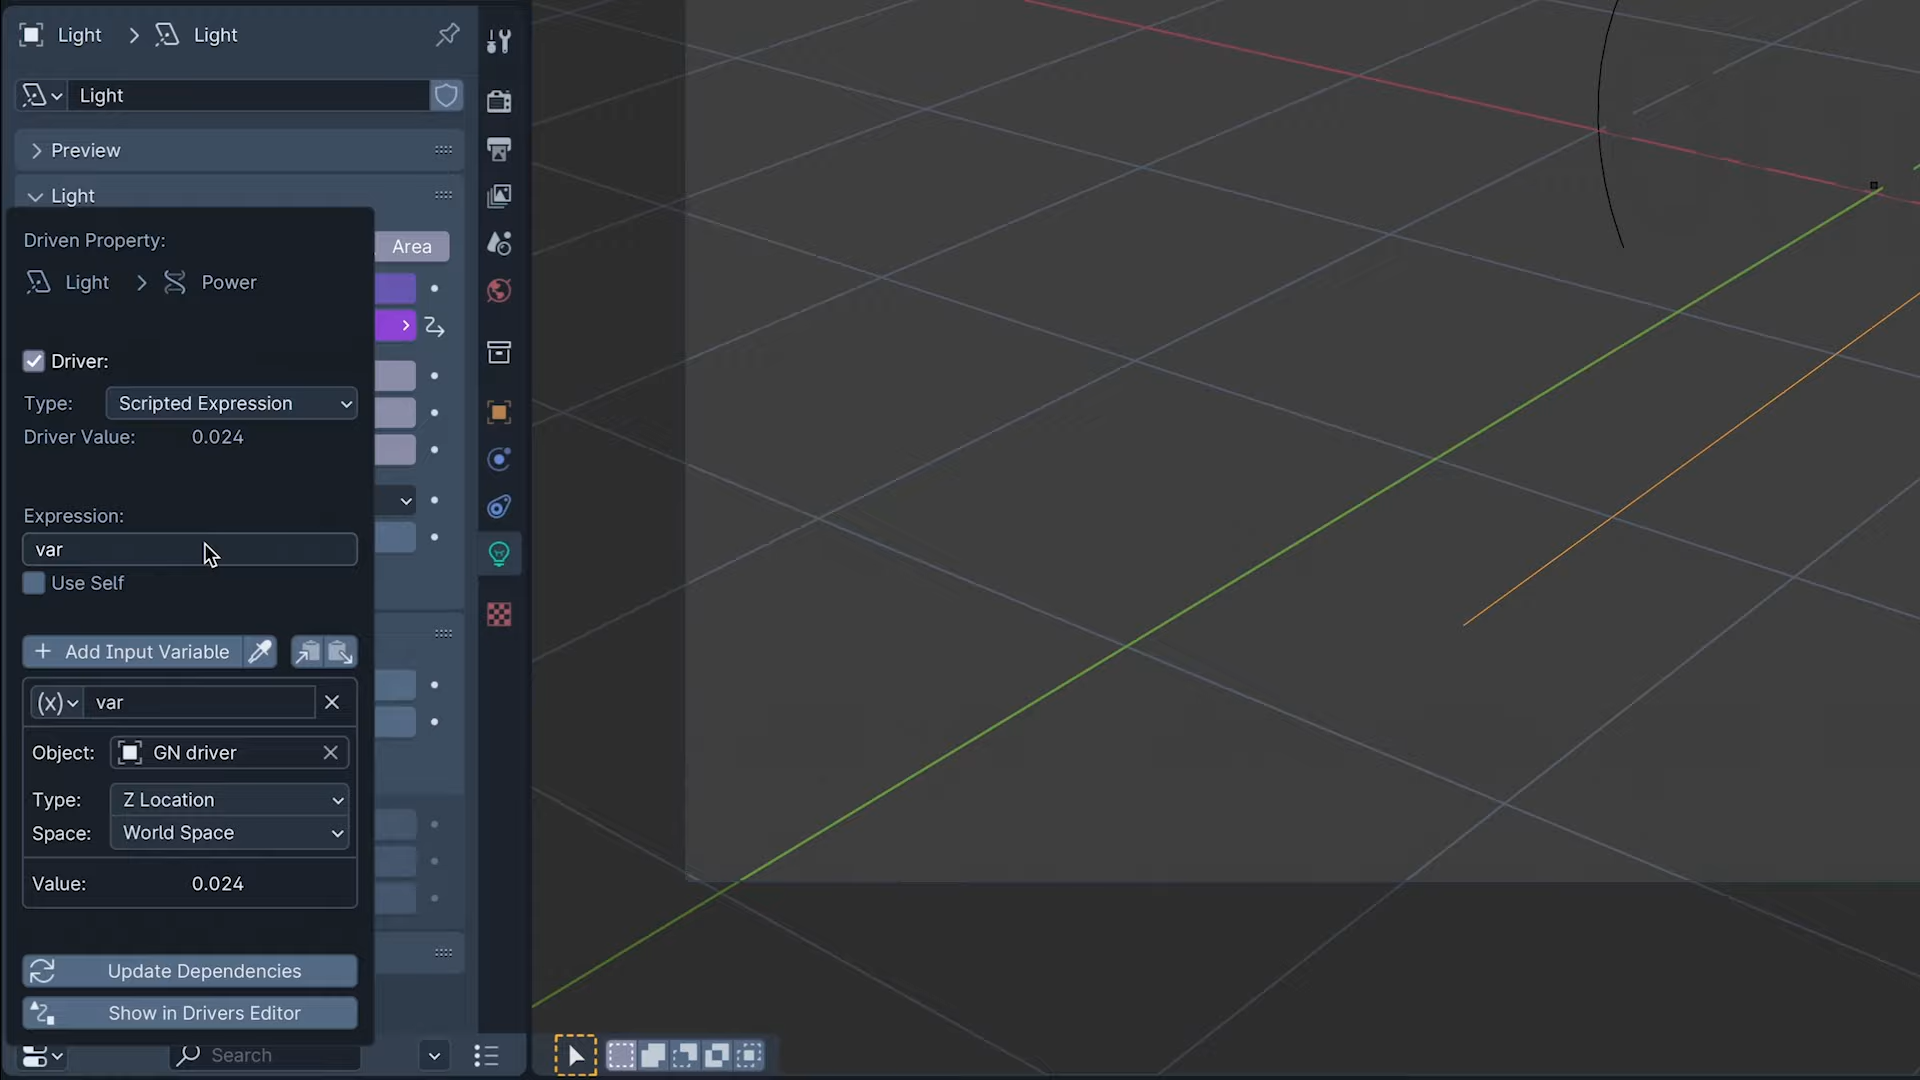 Light > Light
Light
Preview
Light
Driven Property:
Area
Light > Power
Driver:
Type: Scripted Expression
Driver Value: 0.024
Expression:
var
Use Self
+ Add Input Variable
(x) var
Object: GN driver
Type: Z Location
Space: World Space
Value: 0.024
Update Dependencies
Show in Drivers Editor
Search